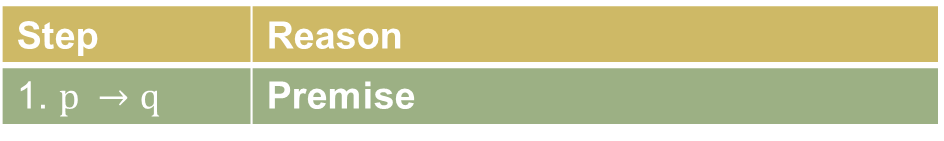 Step Reason
1. p → q Premise